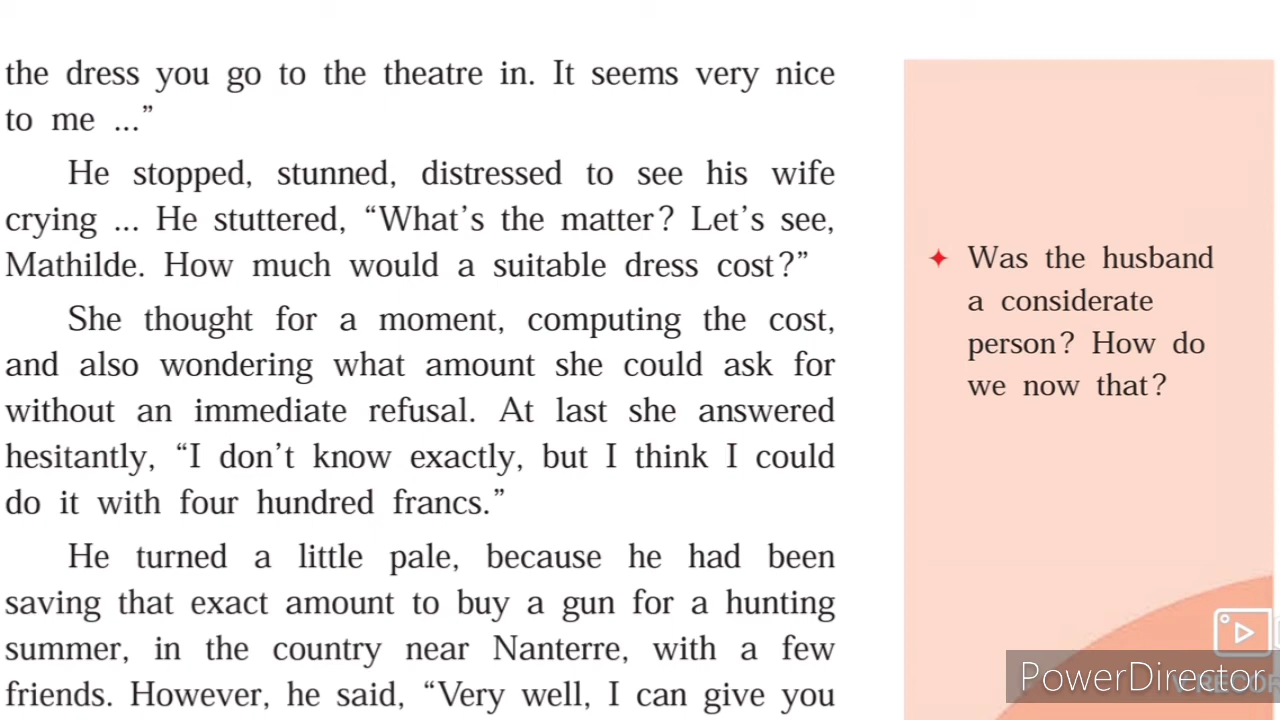 the dress you go to the theatre in. It seems very nice
to me ...”
He stopped, stunned, distressed to see his wife
crying ... He stuttered, “What’s the matter? Let’s see,
Mathilde. How much would a suitable dress cost?”
She thought for a moment, computing the cost,
and also wondering what amount she could ask for
without an immediate refusal. At last she answered
hesitantly, “I don’t know exactly, but I think I could
do it with four hundred francs.”
He turned a little pale, because he had been
saving that exact amount to buy a gun for a hunting
summer, in the country near Nanterre, with a few
friends. However, he said, “Very well, I can give you
Was the husband
a considerate
person? How do
we now that?
PowerDirector